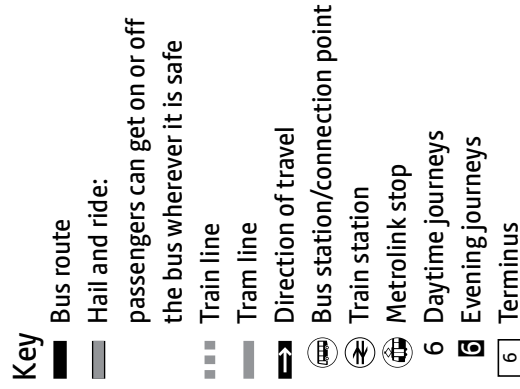 Key
Bus route
Hail and ride:
passengers can get on or off
the bus wherever it is safe
Train line
Tram line
Direction of travel
Bus station/connection point
Train station
Metrolink stop
6 Daytime journeys
6 Evening journeys
6 Terminus